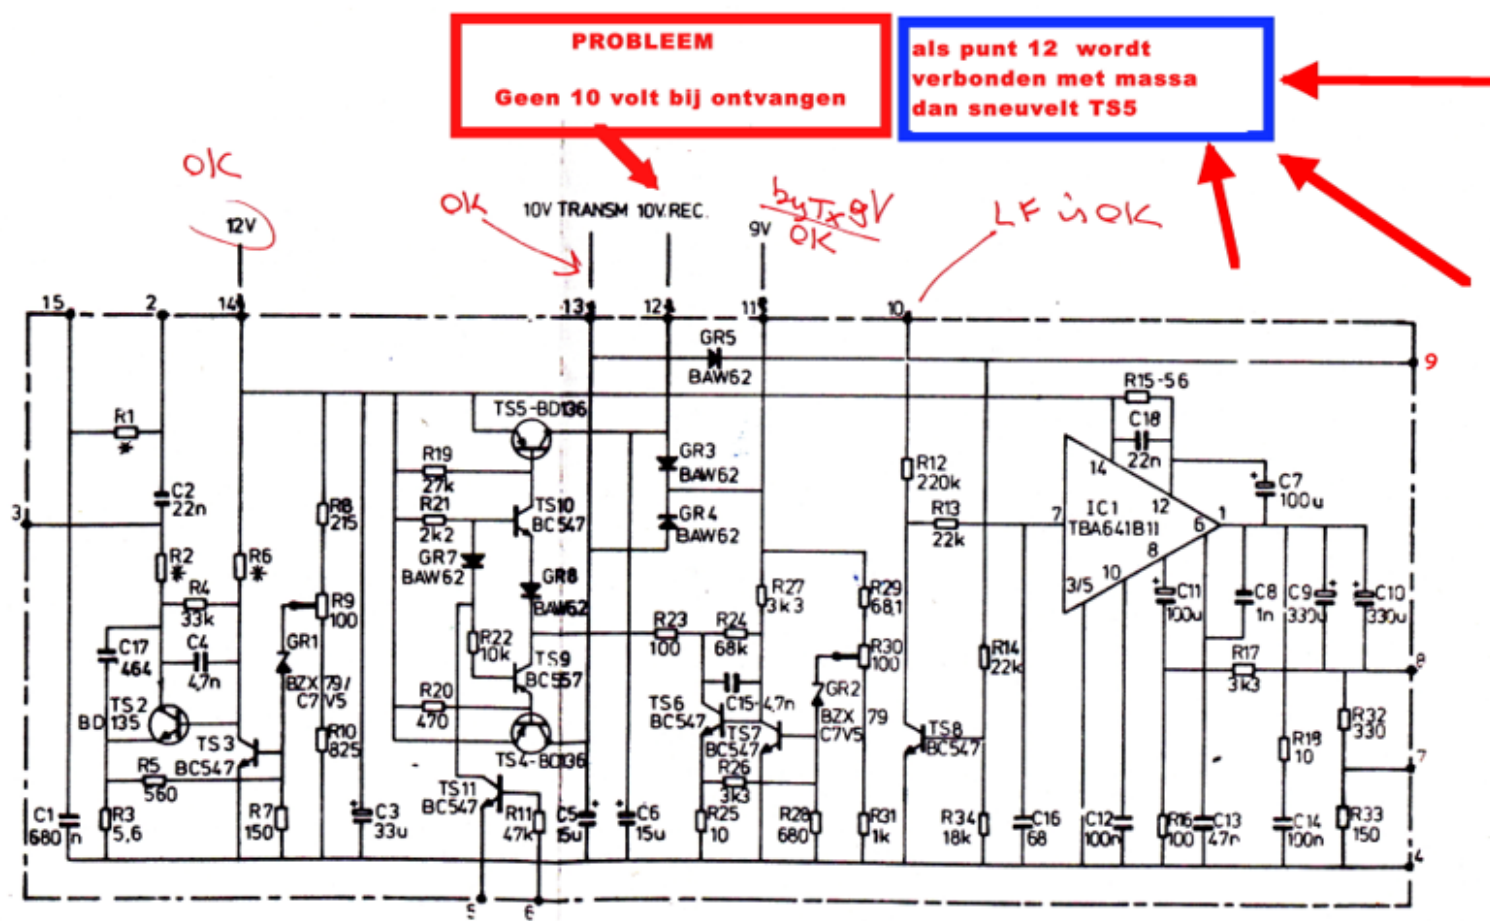 PROBLEEM
Geen 10 volt bij ontvangen
als punt 12 wordt
verbonden met massa
dan sneuvelt TS5
OK
12V
OK
10V TRANSM 10V.REC.
by Tx 9V
OK
9V
LF is OK
15
2
14
13
12
11
10
9
GR5
BAW62
R15-56
C18
22n
R1
*
TS5-BD136
R19
27k
GR3
BAW62
R12
220k
14
12
C7
100u
C2
22n
R8
215
R21
2k2
TS10
BC547
GR4
BAW62
R13
22k
7
IC1
TBA641B11
6
1
3
R2
*
R6
*
GR7
BAW62
GR8
BAW62
8
10
3/5
R4
33k
R9
100
R27
3k3
R29
68,1
C11
100u
C8
1n
C9
330u
C10
330u
C17
464
C4
4,7n
GR1
BZX 79/
C7V5
R22
10k
R23
100
R24
68k
R30
100
R14
22k
R17
3k3
8
TS9
BC557
GR2
BZX 79
C7V5
C15-4,7n
TS2
BD135
R20
470
TS6
BC547
TS7
BC547
TS8
BC547
R10
825
TS3
BC547
TS4-BD136
R18
10
R32
330
7
R5
560
TS11
BC547
R26
3k3
C1
680n
R3
5,6
R7
150
C3
33u
R11
47k
C5
15u
C6
15u
R25
10
R28
680
R31
1k
R34
18k
C16
68
C12
100n
R16
100
C13
47n
C14
100n
R33
150
4
5
6